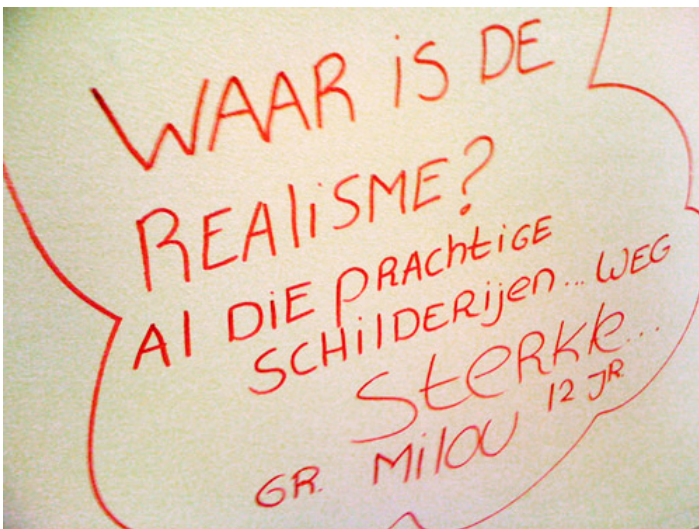 WAAR iS DE
REAliSME?
Al DiE PRACHtiGE
SCHilDERijen... WEG
SteRKte...
GR. MiloU 12 JR.